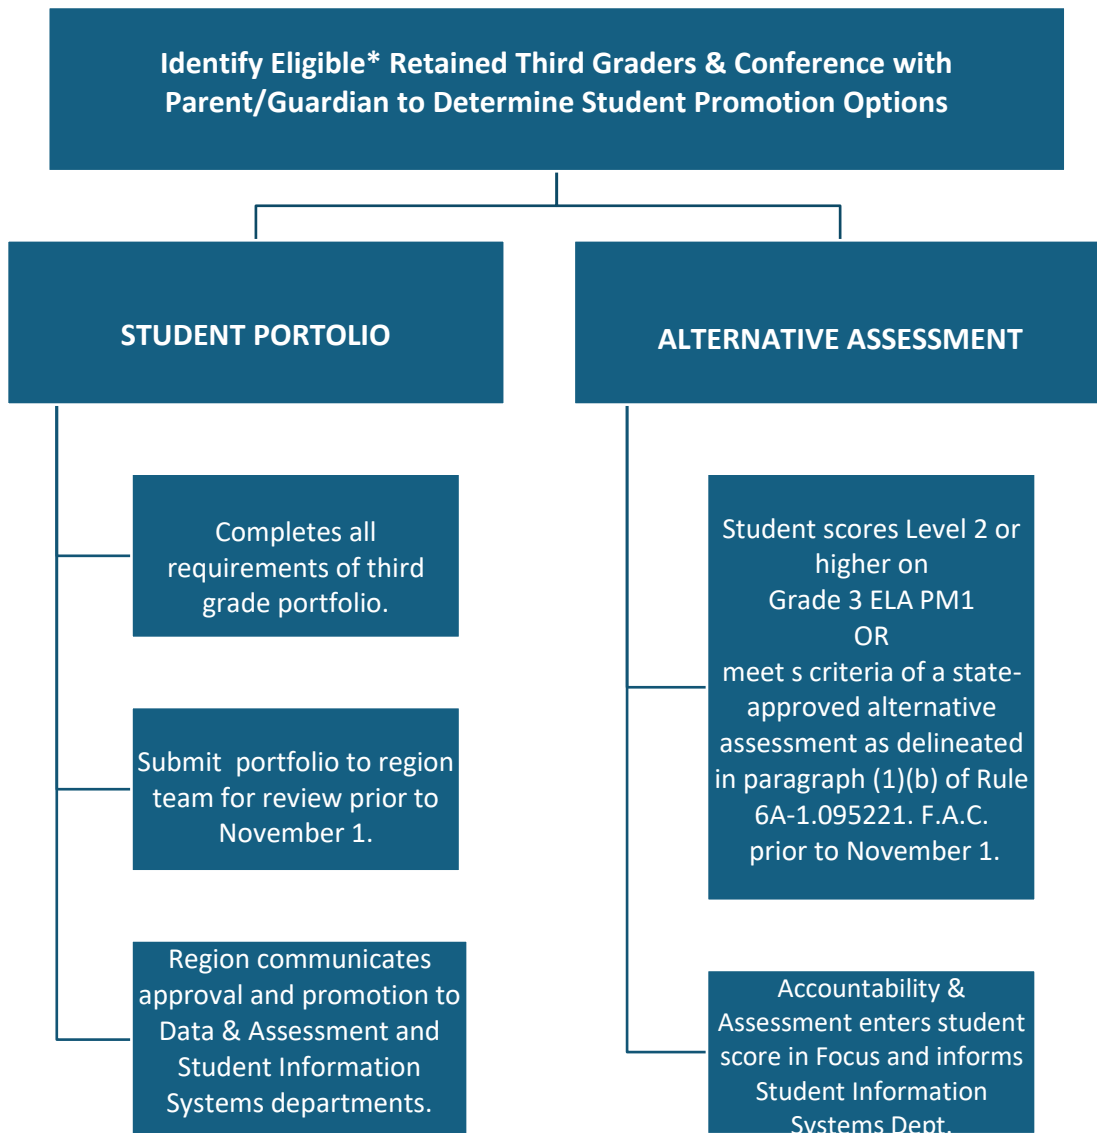 Identify Eligible* Retained Third Graders & Conference with
Parent/Guardian to Determine Student Promotion Options
STUDENT PORTOLIO
Completes all
requirements of third
grade portfolio.
Submit  portfolio to region
team for review prior to
November 1.
Region communicates
approval and promotion to
Data & Assessment and
Student Information
Systems departments.
ALTERNATIVE ASSESSMENT
Student scores Level 2 or
higher on
Grade 3 ELA PM1
OR
meet s criteria of a state-
approved alternative
assessment as delineated
in paragraph (1)(b) of Rule
6A-1.095221. F.A.C.
prior to November 1.
Accountability &
Assessment enters student
score in Focus and informs
Student Information
Systems Dept.